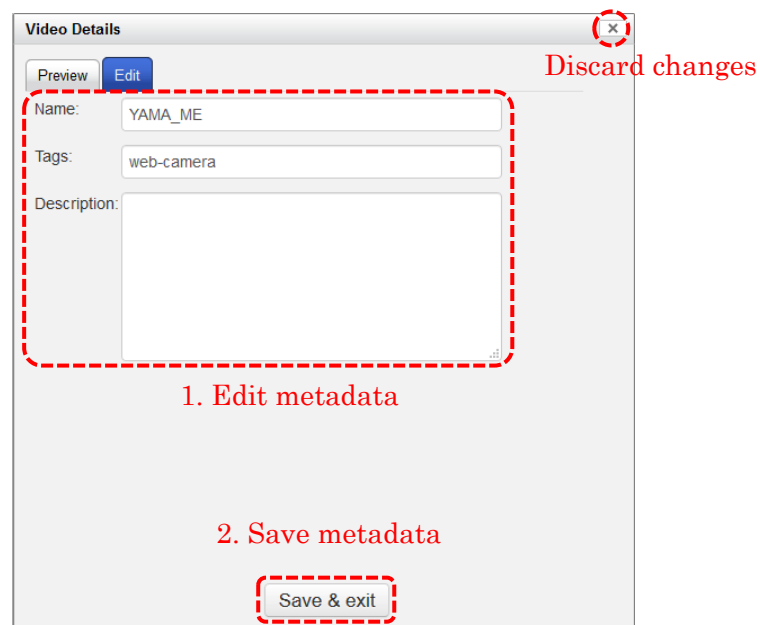 Video Details
×
Discard changes
Preview Edit
Name: YAMA_ME
Tags: web-camera
Description:
1. Edit metadata
2. Save metadata
Save & exit